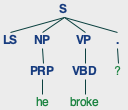 S
LS NP VP .
PRP VBD ?
he broke